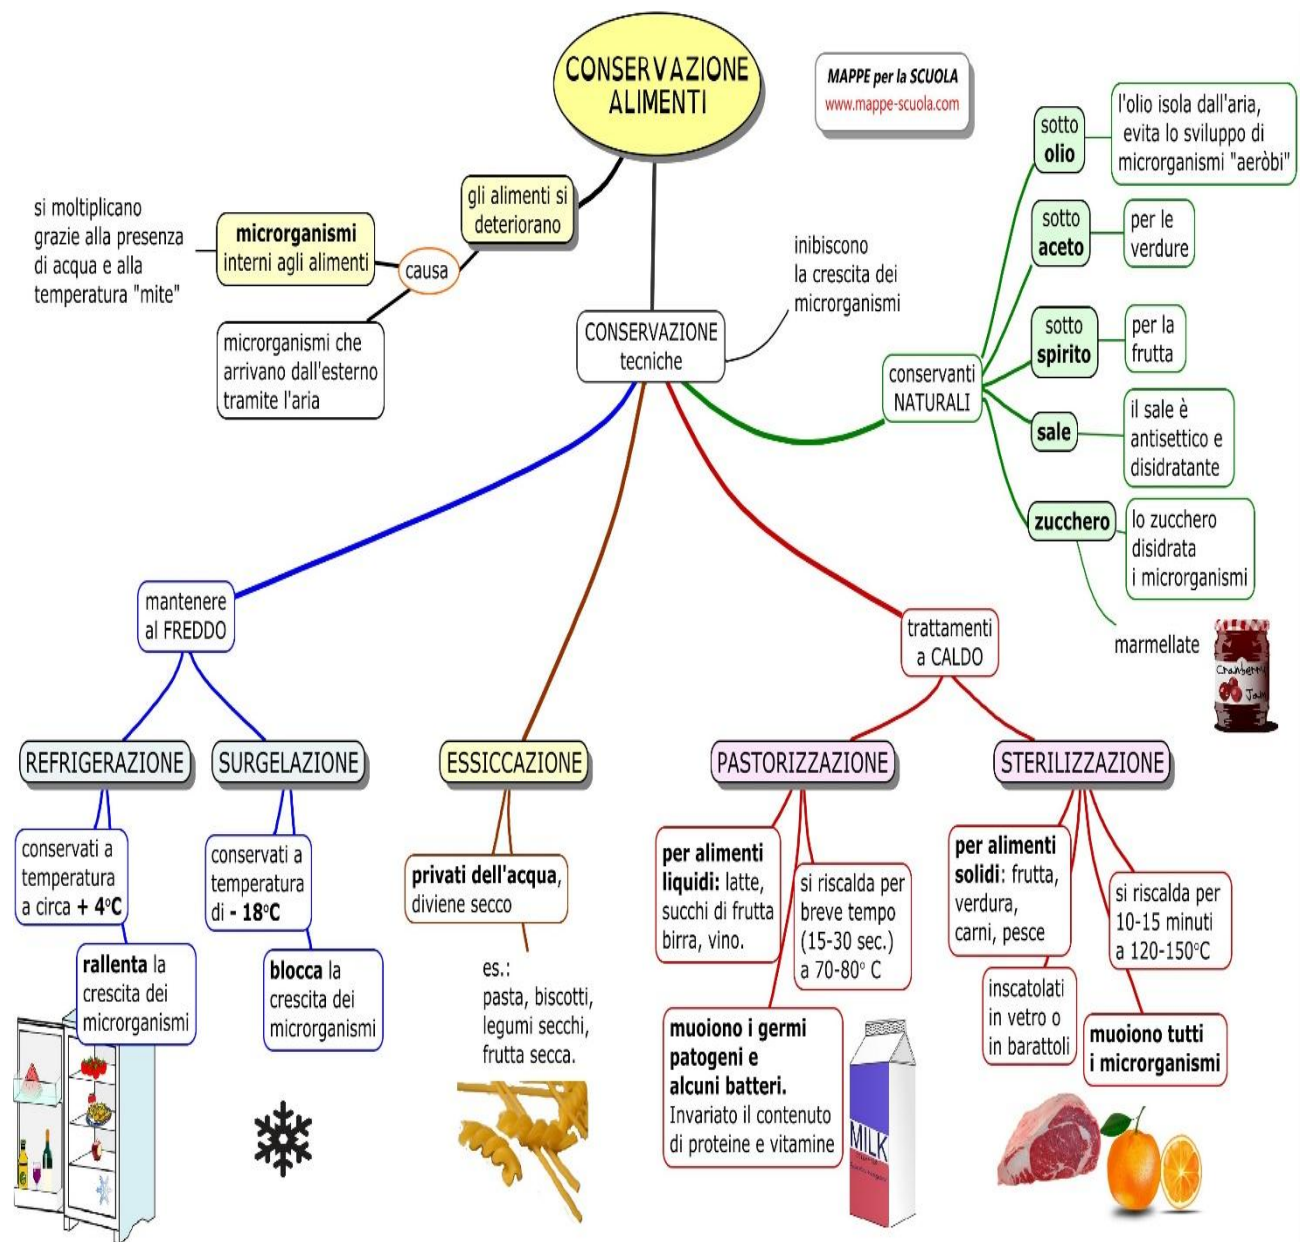 CONSERVAZIONE
ALIMENTI
MAPPE per la SCUOLA
www.mappe-scuola.com
gli alimenti si
deteriorano
causa
microrganismi
interni agli alimenti
si moltiplicano
grazie alla presenza
di acqua e alla
temperatura "mite"
microrganismi che
arrivano dall'esterno
tramite l'aria
CONSERVAZIONE
tecniche
inibiscono
la crescita dei
microrganismi
conservanti
NATURALI
sotto
olio
l'olio isola dall'aria,
evita lo sviluppo di
microrganismi "aeròbi"
sotto
aceto
per le
verdure
sotto
spirito
per la
frutta
sale
il sale è
antisettico e
disidratante
zucchero
lo zucchero
disidrata
i microrganismi
marmellate
Cranberry
Jam
mantenere
al FREDDO
REFRIGERAZIONE
conservati a
temperatura
a circa + 4°C
rallenta la
crescita dei
microrganismi
SURGELAZIONE
conservati a
temperatura
di - 18°C
blocca la
crescita dei
microrganismi
ESSICCAZIONE
privati dell'acqua,
diviene secco
es.:
pasta, biscotti,
legumi secchi,
frutta secca.
trattamenti
a CALDO
PASTORIZZAZIONE
per alimenti
liquidi: latte,
succhi di frutta
birra, vino.
si riscalda per
breve tempo
(15-30 sec.)
a 70-80° C
muoiono i germi
patogeni e
alcuni batteri.
Invariato il contenuto
di proteine e vitamine
MILK
STERILIZZAZIONE
per alimenti
solidi: frutta,
verdura,
carni, pesce
si riscalda per
10-15 minuti
a 120-150°C
inscatolati
in vetro o
in barattoli
muoiono tutti
i microrganismi